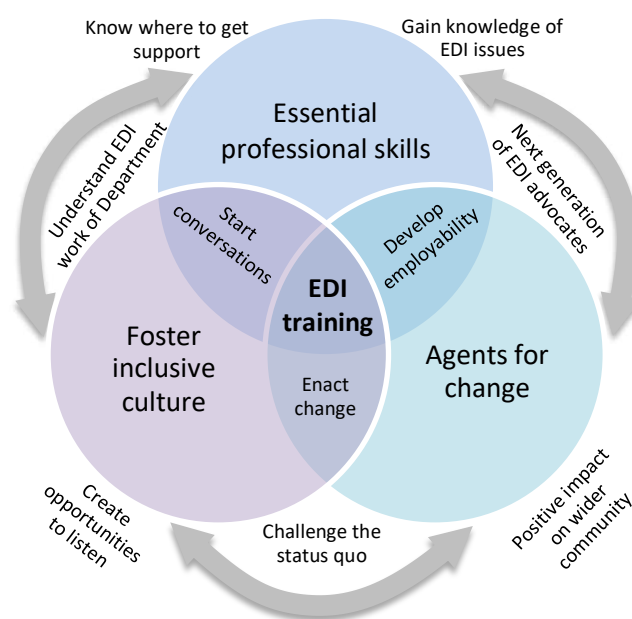 Know where to get
support
Gain knowledge of
EDI issues
Essential
professional skills
Understand EDI
work of Department
Next generation
of EDI advocates
Start
conversations
Develop
employability
EDI
training
Foster
inclusive
culture
Agents for
change
Enact
change
Create
opportunities
to listen
Challenge the
status quo
Positive impact
on wider
community